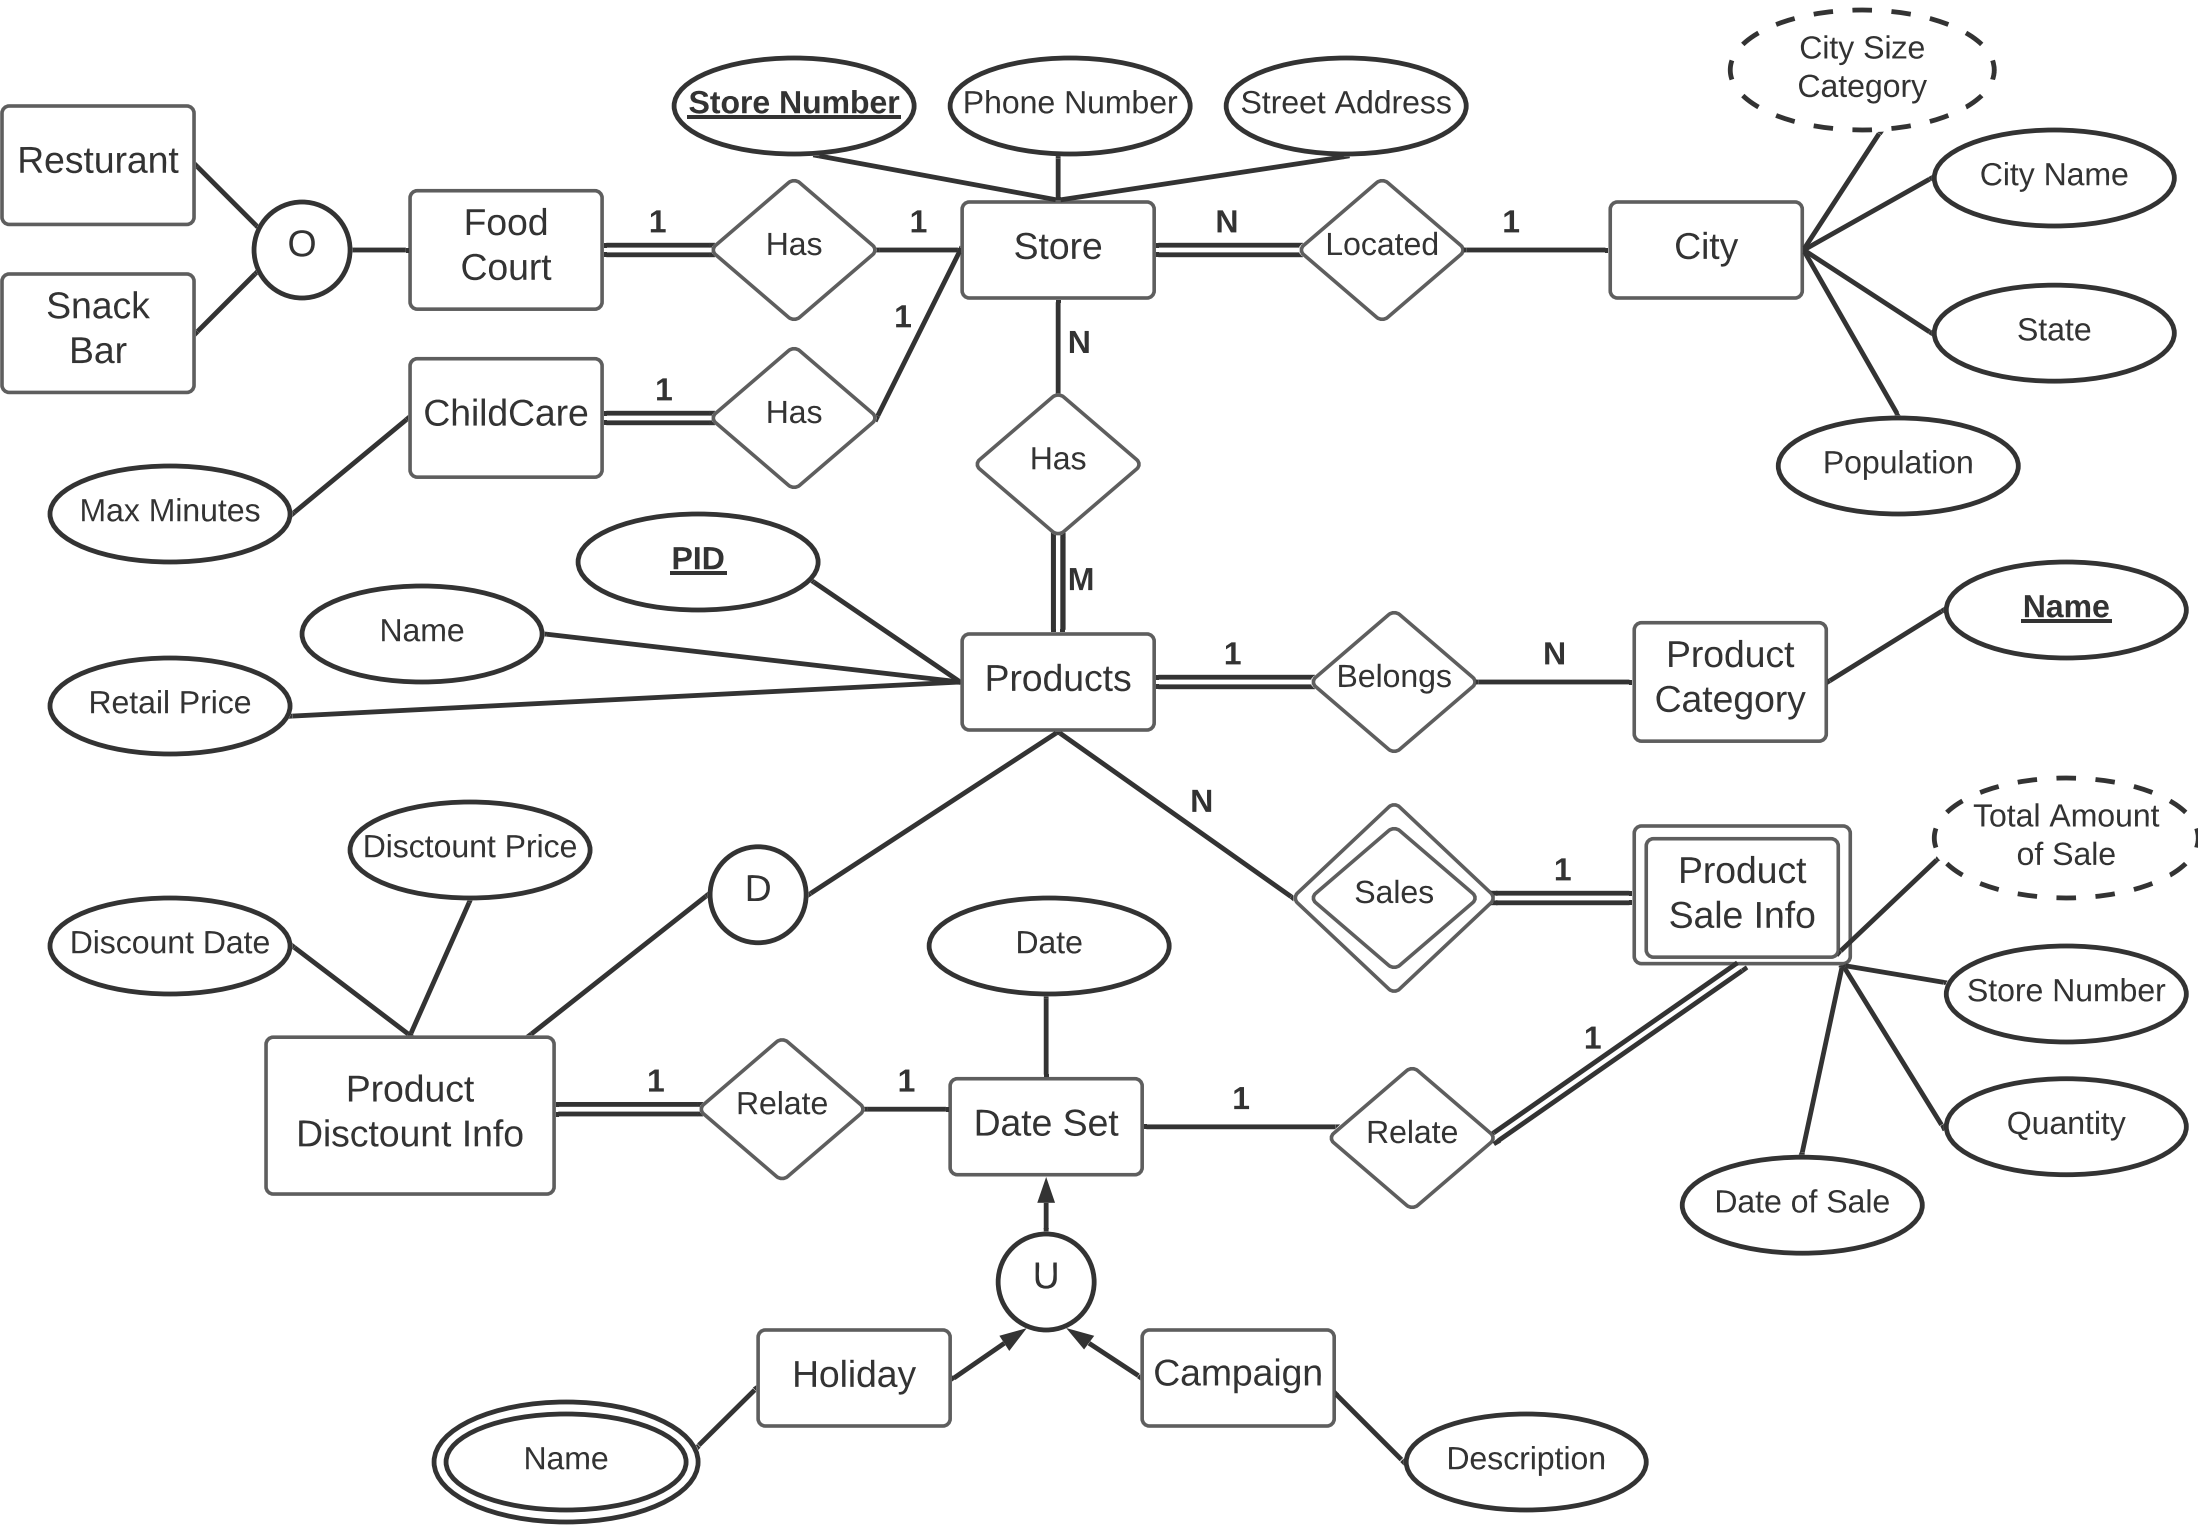 City Size
Category
Store Number
Phone Number
Street Address
Resturant
City Name
Food
Court
1
Has
1
Store
N
Located
1
City
O
Snack
Bar
1
N
State
ChildCare
1
Has
Has
Population
Max Minutes
PID
M
Name
Name
Retail Price
Products
1
Belongs
N
Product
Category
Disctount Price
D
N
Sales
1
Product
Sale Info
Total Amount
of Sale
Discount Date
Date
Store Number
1
Product
Disctount Info
1
Relate
1
Date Set
1
Relate
Quantity
Date of Sale
U
Holiday
Campaign
Name
Description